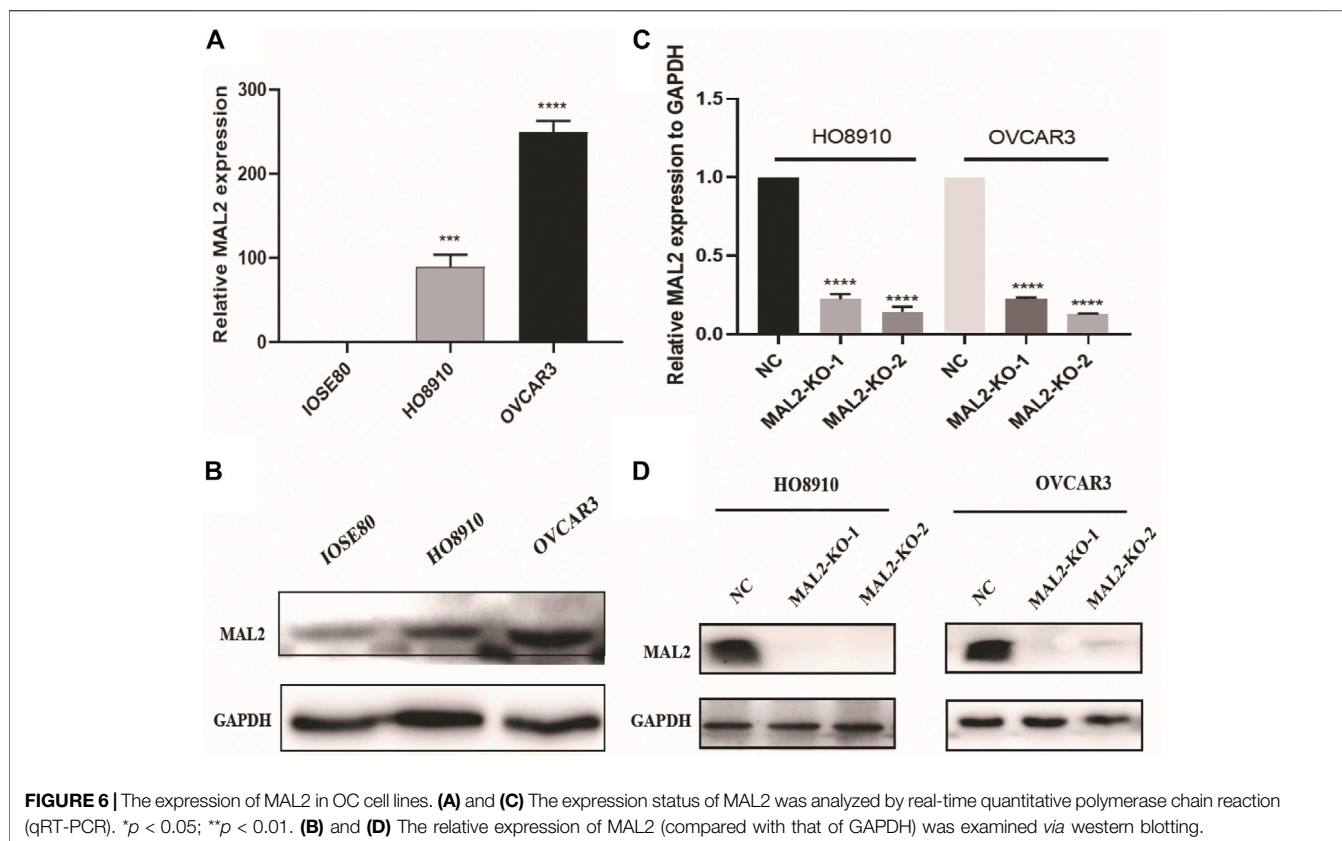 A
Relative MAL2 expression
300
200
100
0
***
****
IOSE80
HO8910
OVCAR3
C
Relative MAL2 expression to GAPDH
1.5
1.0
0.5
0.0
HO8910
OVCAR3
****
****
****
****
NC
MAL2-KO-1
MAL2-KO-2
NC
MAL2-KO-1
MAL2-KO-2
B
IOSE80
HO8910
OVCAR3
MAL2
GAPDH
D
HO8910
OVCAR3
NC
MAL2-KO-1
MAL2-KO-2
NC
MAL2-KO-1
MAL2-KO-2
MAL2
GAPDH
FIGURE 6 | The expression of MAL2 in OC cell lines. (A) and (C) The expression status of MAL2 was analyzed by real-time quantitative polymerase chain reaction
(qRT-PCR). *p < 0.05; **p < 0.01. (B) and (D) The relative expression of MAL2 (compared with that of GAPDH) was examined via western blotting.